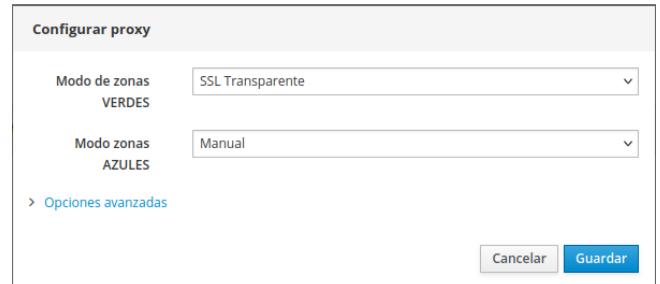 Configurar proxy
Modo de zonas
VERDES
SSL Transparente
Modo zonas
AZULES
Manual
Opciones avanzadas
Cancelar
Guardar